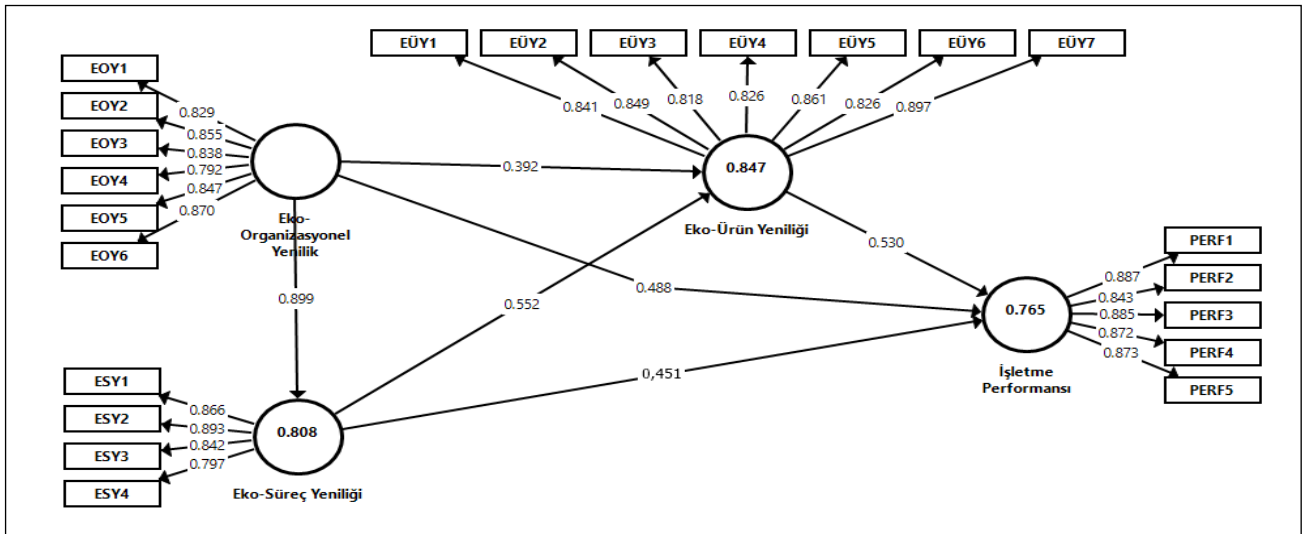 EÜY1
EÜY2
EÜY3
EÜY4
EÜY5
EÜY6
EÜY7
0.841
0.849
0.818
0.826
0.861
0.826
0.897
EOY1
EOY2
EOY3
EOY4
EOY5
EOY6
0.829
0.855
0.838
0.792
0.847
0.870
Eko-
Organizasyonel
Yenilik
0.392
0.847
Eko-Ürün Yeniliği
0.530
0.488
0.899
0.552
0,451
0.765
İşletme
Performansı
PERF1
PERF2
PERF3
PERF4
PERF5
0.887
0.843
0.885
0.872
0.873
ESY1
ESY2
ESY3
ESY4
0.866
0.893
0.842
0.797
0.808
Eko-Süreç Yeniliği